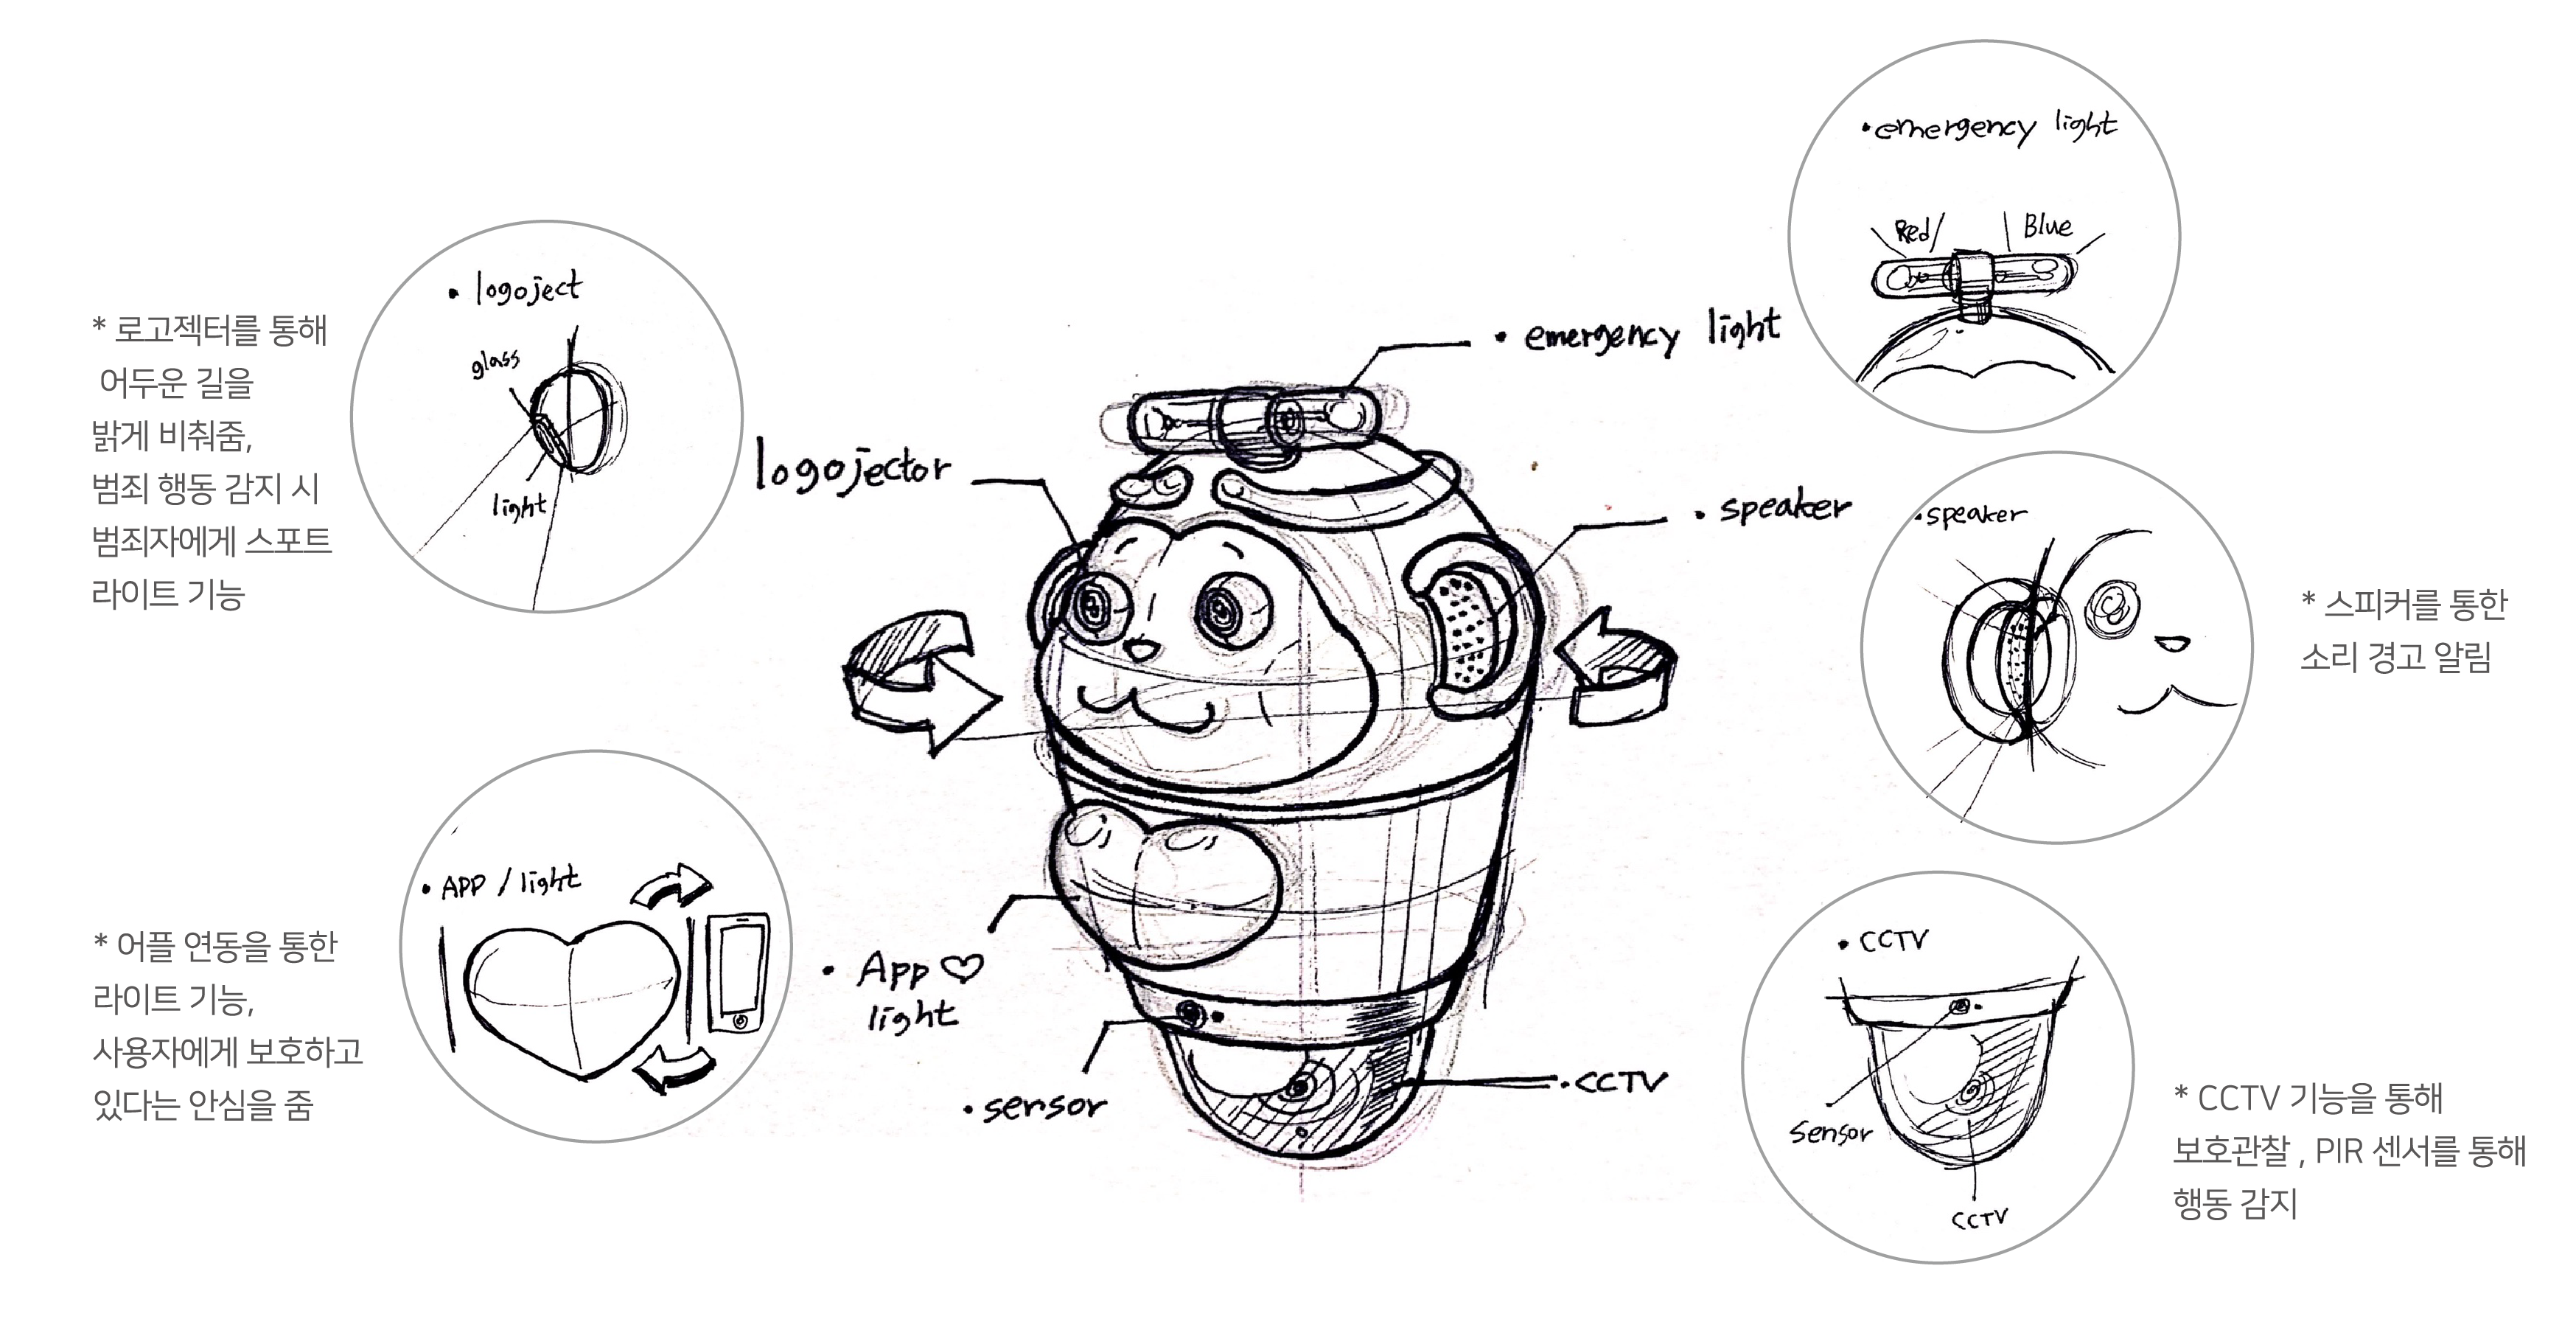 • logoject
glass
light
* 로고젝터를 통해
어두운 길을
밝게 비춰줌,
범죄 행동 감지 시
범죄자에게 스포트
라이트 기능
• APP / light
* 어플 연동을 통한
라이트 기능,
사용자에게 보호하고
있다는 안심을 줌
logojector
• emergency light
• speaker
• App ♡
light
• sensor
• CCTV
• emergency light
Red
Blue
• speaker
* 스피커를 통한
소리 경고 알림
• CCTV
sensor
CCTV
* CCTV 기능을 통해
보호관찰 , PIR 센서를 통해
행동 감지